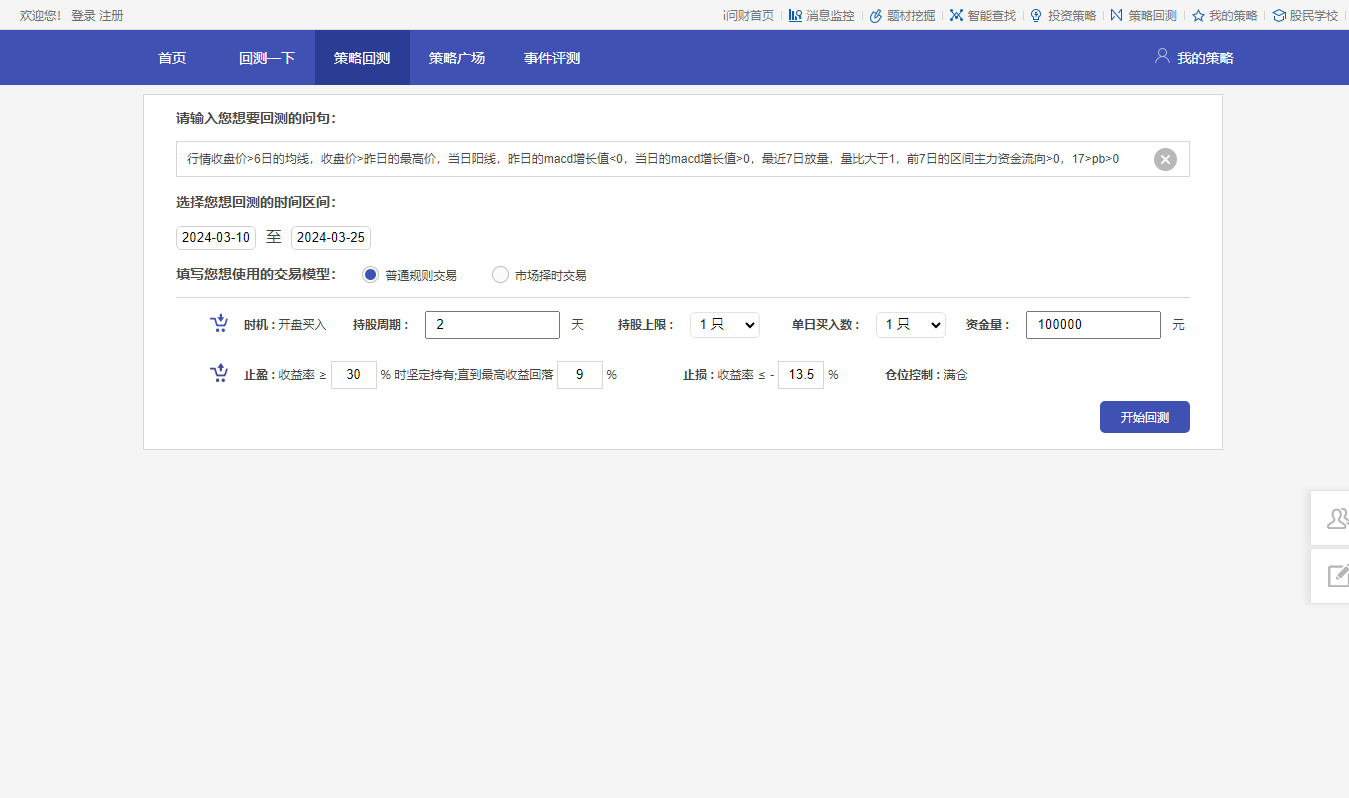 欢迎您! 登录 注册 i问财首页 消息监控 题材挖掘 智能查找 投资策略 策略回测 我的策略 股民学校
首页 回测一下 策略回测 策略广场 事件评测 我的策略
请输入您想要回测的问句：
行情收盘价>6日的均线，收盘价>昨日的最高价，当日阳线，昨日的macd增长值<0，当日的macd增长值>0，最近7日放量，量比大于1，前7日的区间主力资金流向>0，17>pb>0
选择您想回测的时间区间：
2024-03-10 至 2024-03-25
填写您想使用的交易模型： 普通规则交易 市场择时交易
时机 : 开盘买入 持股周期 : 2 天 持股上限 : 1 只 单日买入数 : 1 只 资金量 : 100000 元
止盈 : 收益率 ≥ 30 % 时坚定持有;直到最高收益回落 9 % 止损 : 收益率 ≤ - 13.5 % 仓位控制 : 满仓
开始回测